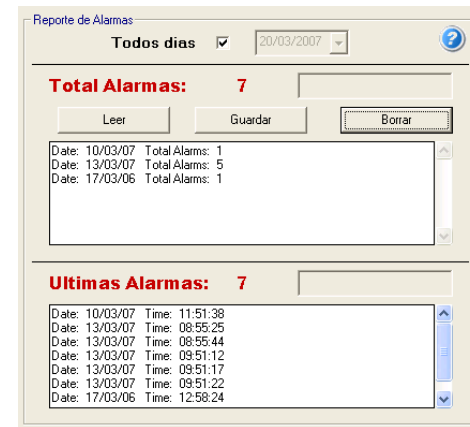 Reporte de Alarmas
Todos dias 20/03/2007 ?
Total Alarmas: 7
Leer Guardar Borrar
Date: 10/03/07 Total Alarms: 1
Date: 13/03/07 Total Alarms: 5
Date: 17/03/06 Total Alarms: 1
Ultimas Alarmas: 7
Date: 10/03/07 Time: 11:51:38
Date: 13/03/07 Time: 08:55:25
Date: 13/03/07 Time: 08:55:44
Date: 13/03/07 Time: 09:51:12
Date: 13/03/07 Time: 09:51:17
Date: 13/03/07 Time: 09:51:22
Date: 17/03/06 Time: 12:58:24